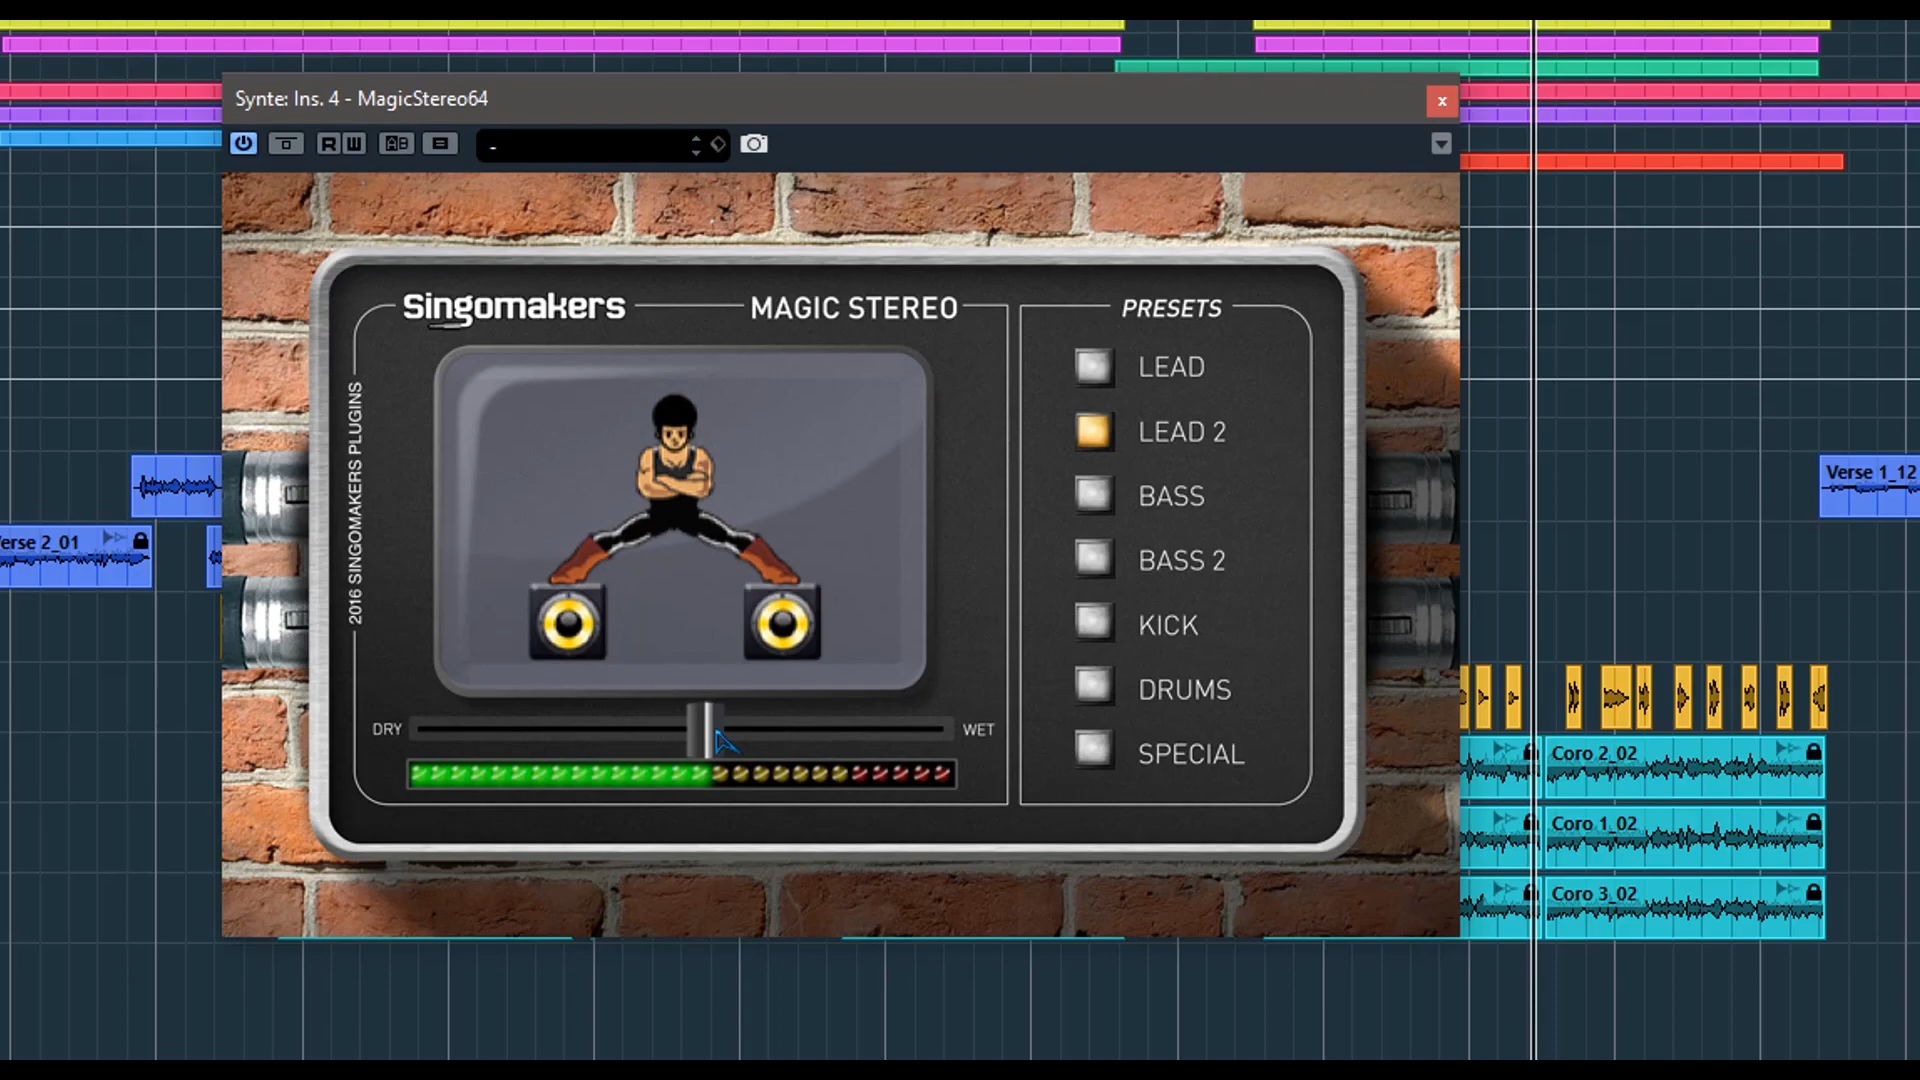 Synte: Ins. 4 - MagicStereo64
x
R W
-
Singomakers
MAGIC STEREO
PRESETS
2016 SINGOMAKERS PLUGINS
LEAD
LEAD 2
BASS
BASS 2
KICK
DRUMS
SPECIAL
DRY
WET
erse 2_01
Verse 1_12
Coro 2_02
Coro 1_02
Coro 3_02